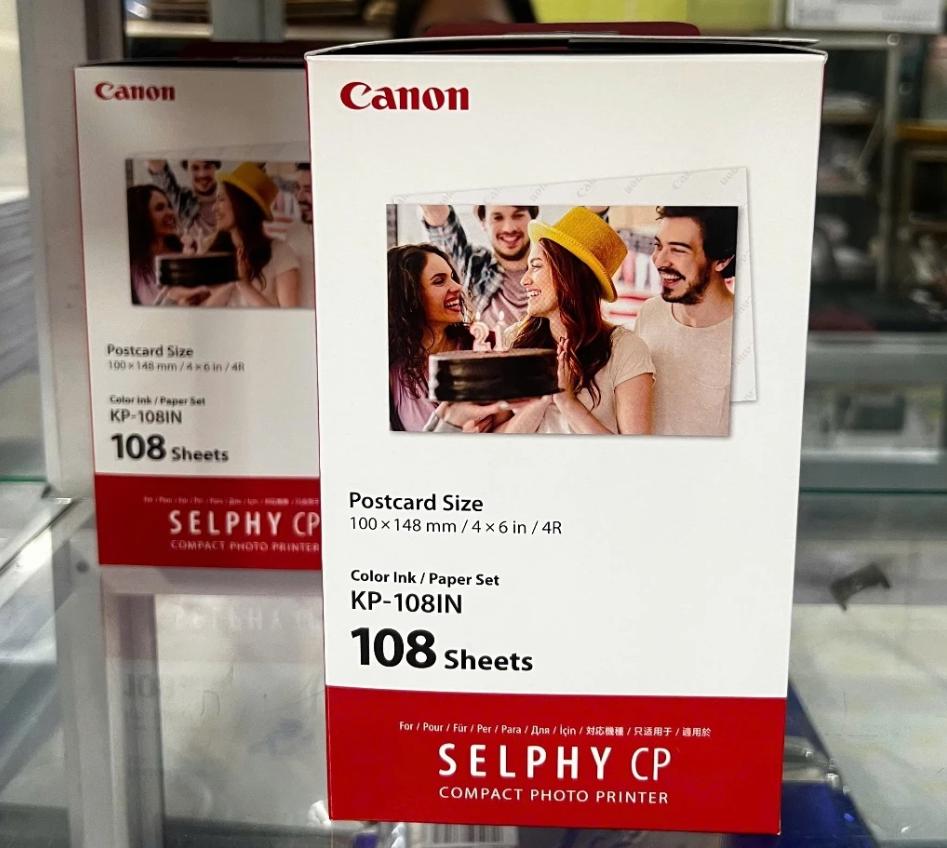 Canon
Postcard Size
100 × 148 mm / 4 × 6 in / 4R
Color Ink / Paper Set
KP-108IN
108 Sheets
SELPHY CP
COMPACT PHOTO PRINTER
Canon
21
Postcard Size
100 × 148 mm / 4 × 6 in / 4R
Color Ink / Paper Set
KP-108IN
108 Sheets
For / Pour / Für / Per / Para / Для / İçin / 対応機種 / 只适用于 / 適用於
SELPHY CP
COMPACT PHOTO PRINTER